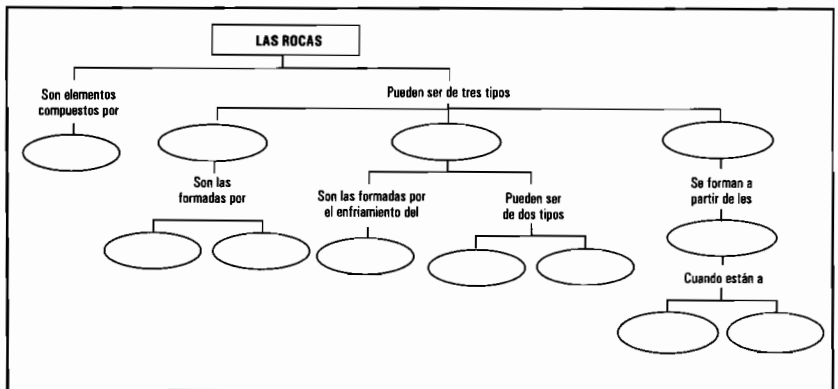 LAS ROCAS
Son elementos
compuestos por
Pueden ser de tres tipos
Son las
formadas por
Son las formadas por
el enfriamiento del
Pueden ser
de dos tipos
Se forman a
partir de les
Cuando están a